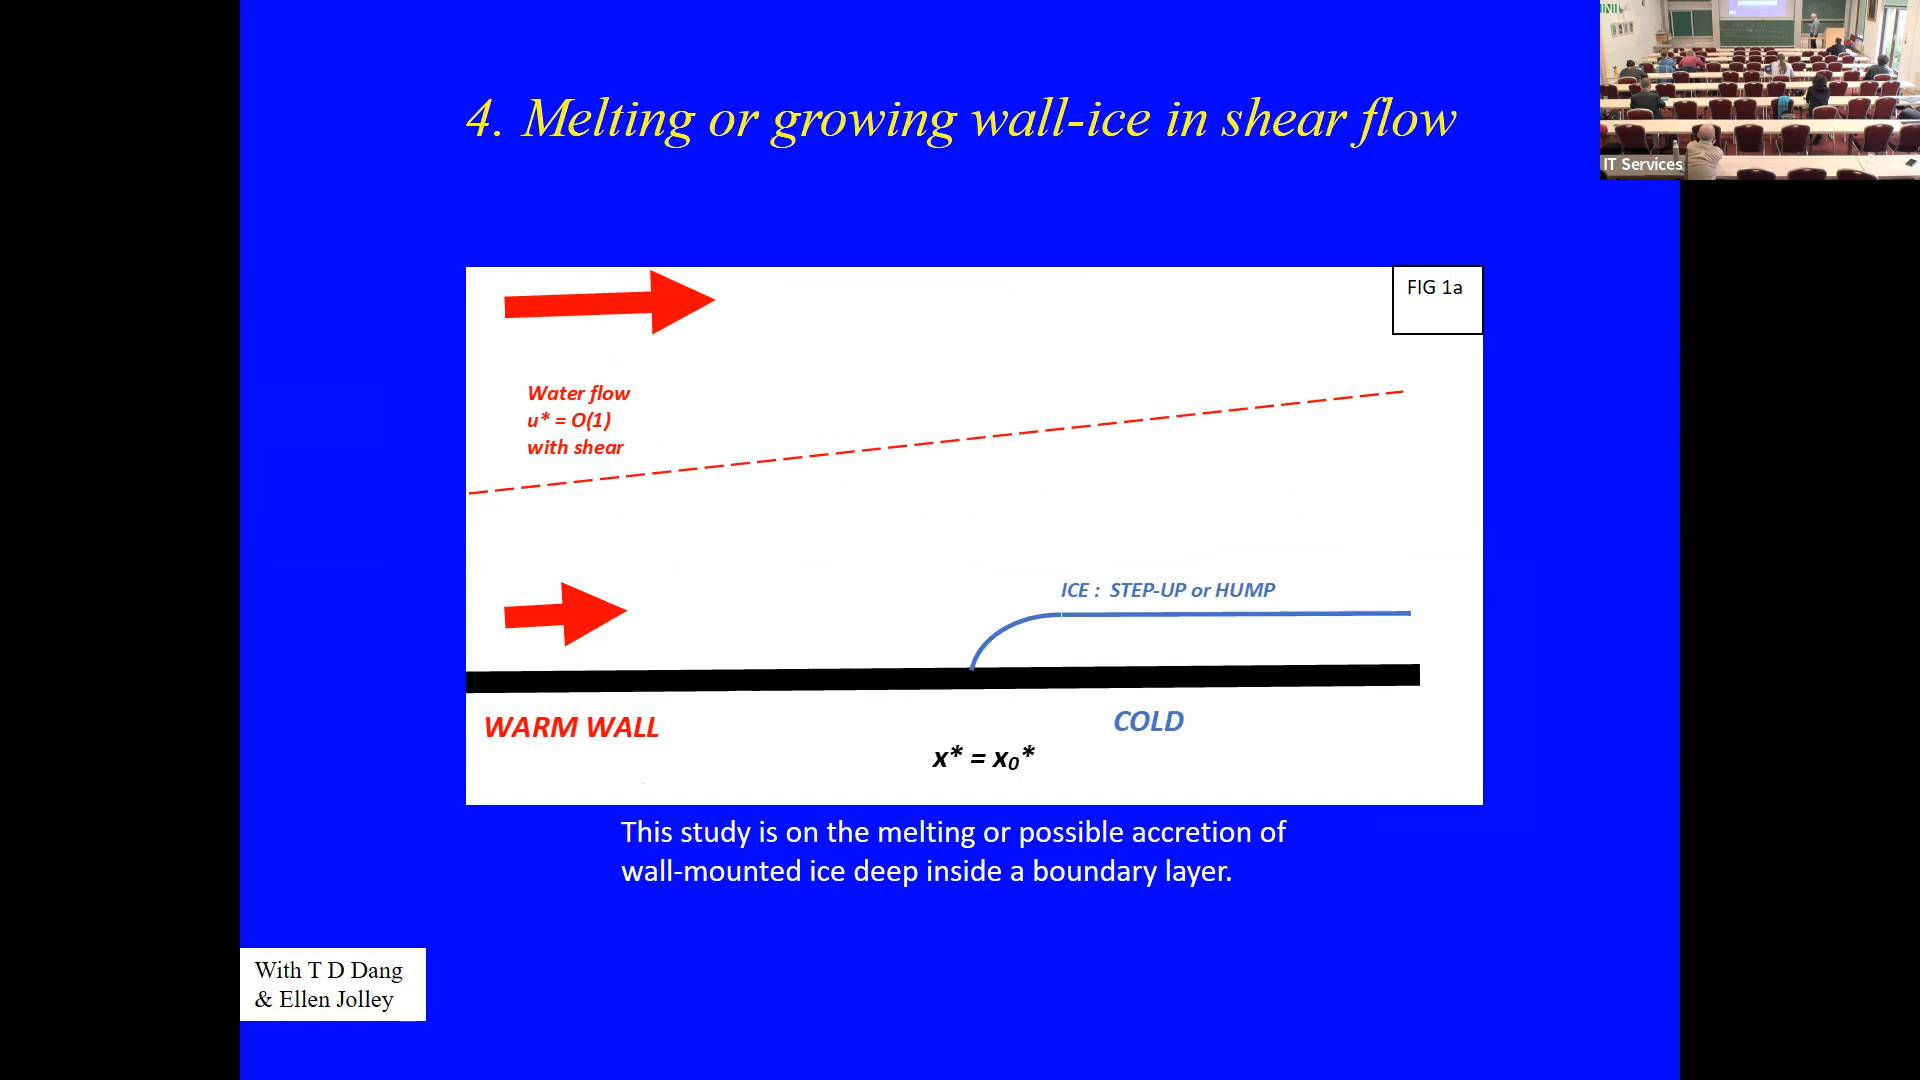 4. Melting or growing wall-ice in shear flow
IT Services
FIG 1a
Water flow
u* = O(1)
with shear
ICE : STEP-UP or HUMP
WARM WALL
COLD
x* = x₀*
This study is on the melting or possible accretion of
wall-mounted ice deep inside a boundary layer.
With T D Dang
& Ellen Jolley